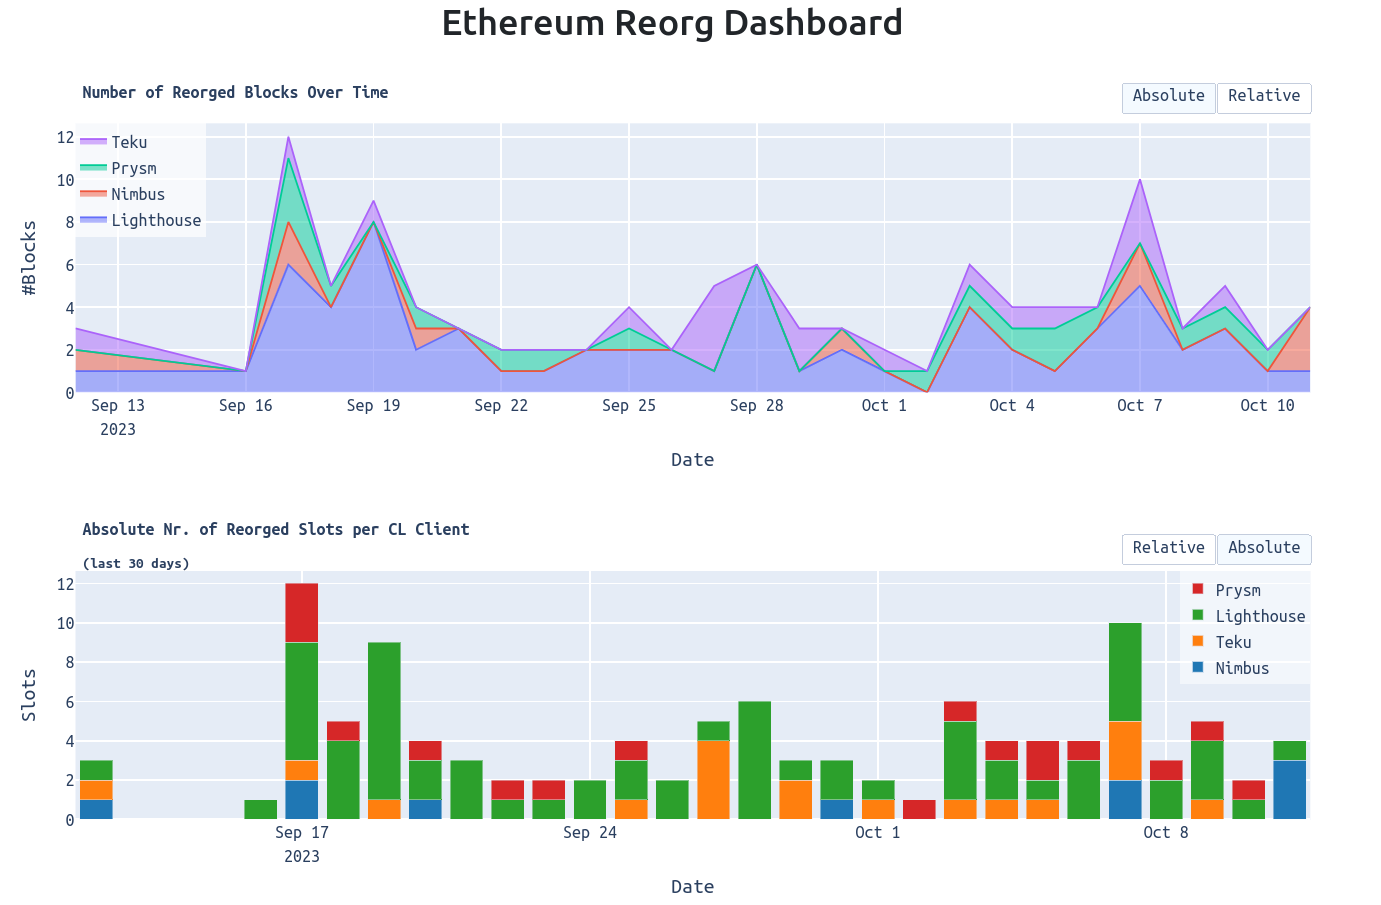 Ethereum Reorg Dashboard
Number of Reorged Blocks Over Time
Absolute Relative
Teku
Prysm
Nimbus
Lighthouse
#Blocks
12
10
8
6
4
2
0
Sep 13 Sep 16 Sep 19 Sep 22 Sep 25 Sep 28 Oct 1 Oct 4 Oct 7 Oct 10
2023
Date
Absolute Nr. of Reorged Slots per CL Client
(last 30 days)
Relative Absolute
Prysm
Lighthouse
Teku
Nimbus
Slots
12
10
8
6
4
2
0
Sep 17 Sep 24 Oct 1 Oct 8
2023
Date